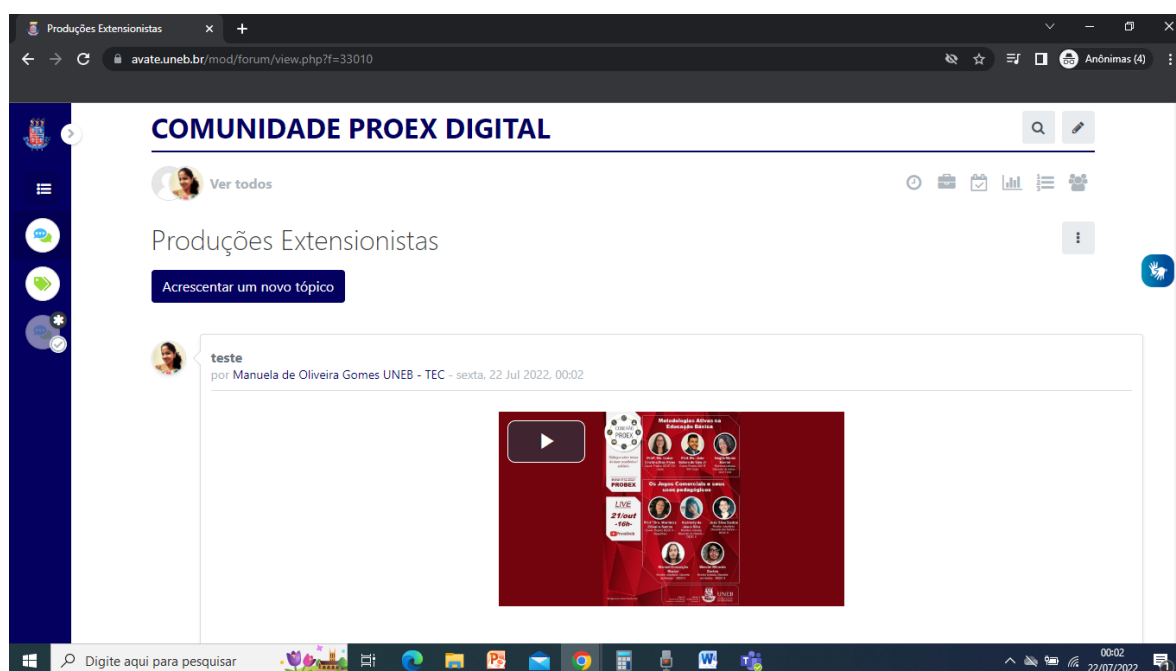 Produções Extensionistas
avate.uneb.br/mod/forum/view.php?f=33010
Anônimas (4)
COMUNIDADE PROEX DIGITAL
Ver todos
Produções Extensionistas
Acrescentar um novo tópico
teste
por Manuela de Oliveira Gomes UNEB - TEC - sexta, 22 Jul 2022, 00:02
PROEX
Metodologias Ativas na
Educação Básica
PROBEX
Os Jogos Comerciais e seus
usos pedagógicos
LIVE
21/out
-16h-
UNEB
Digite aqui para pesquisar
00:02
22/07/2022